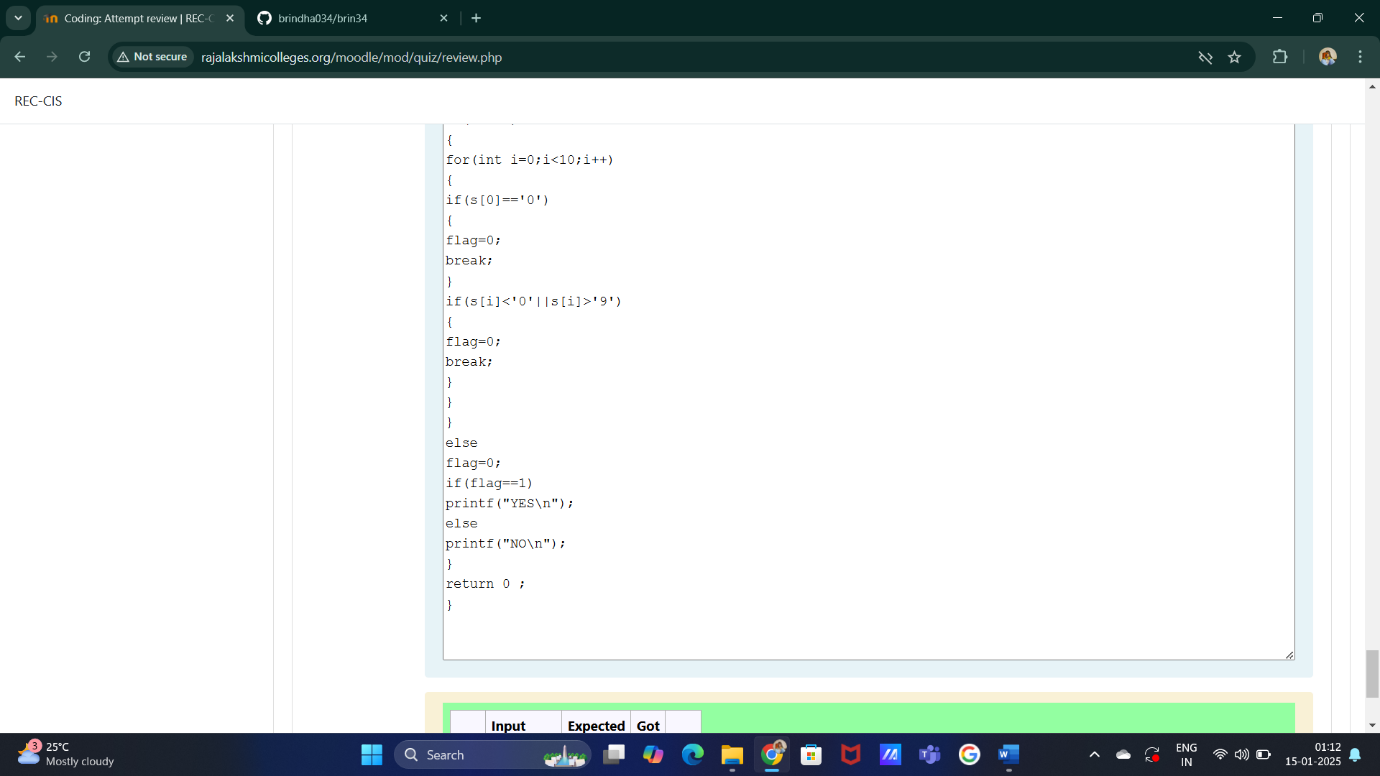 Coding: Attempt review | REC-C
brindha034/brin34
Not secure
rajalakshmicolleges.org/moodle/mod/quiz/review.php
REC-CIS
{
for(int i=0;i<10;i++)
{
if(s[0]=='0')
{
flag=0;
break;
}
if(s[i]<'0'||s[i]>'9')
{
flag=0;
break;
}
}
}
else
flag=0;
if(flag==1)
printf("YES\n");
else
printf("NO\n");
}
return 0 ;
}
Input Expected Got
3
25°C
Mostly cloudy
Search
ENG
IN
01:12
15-01-2025